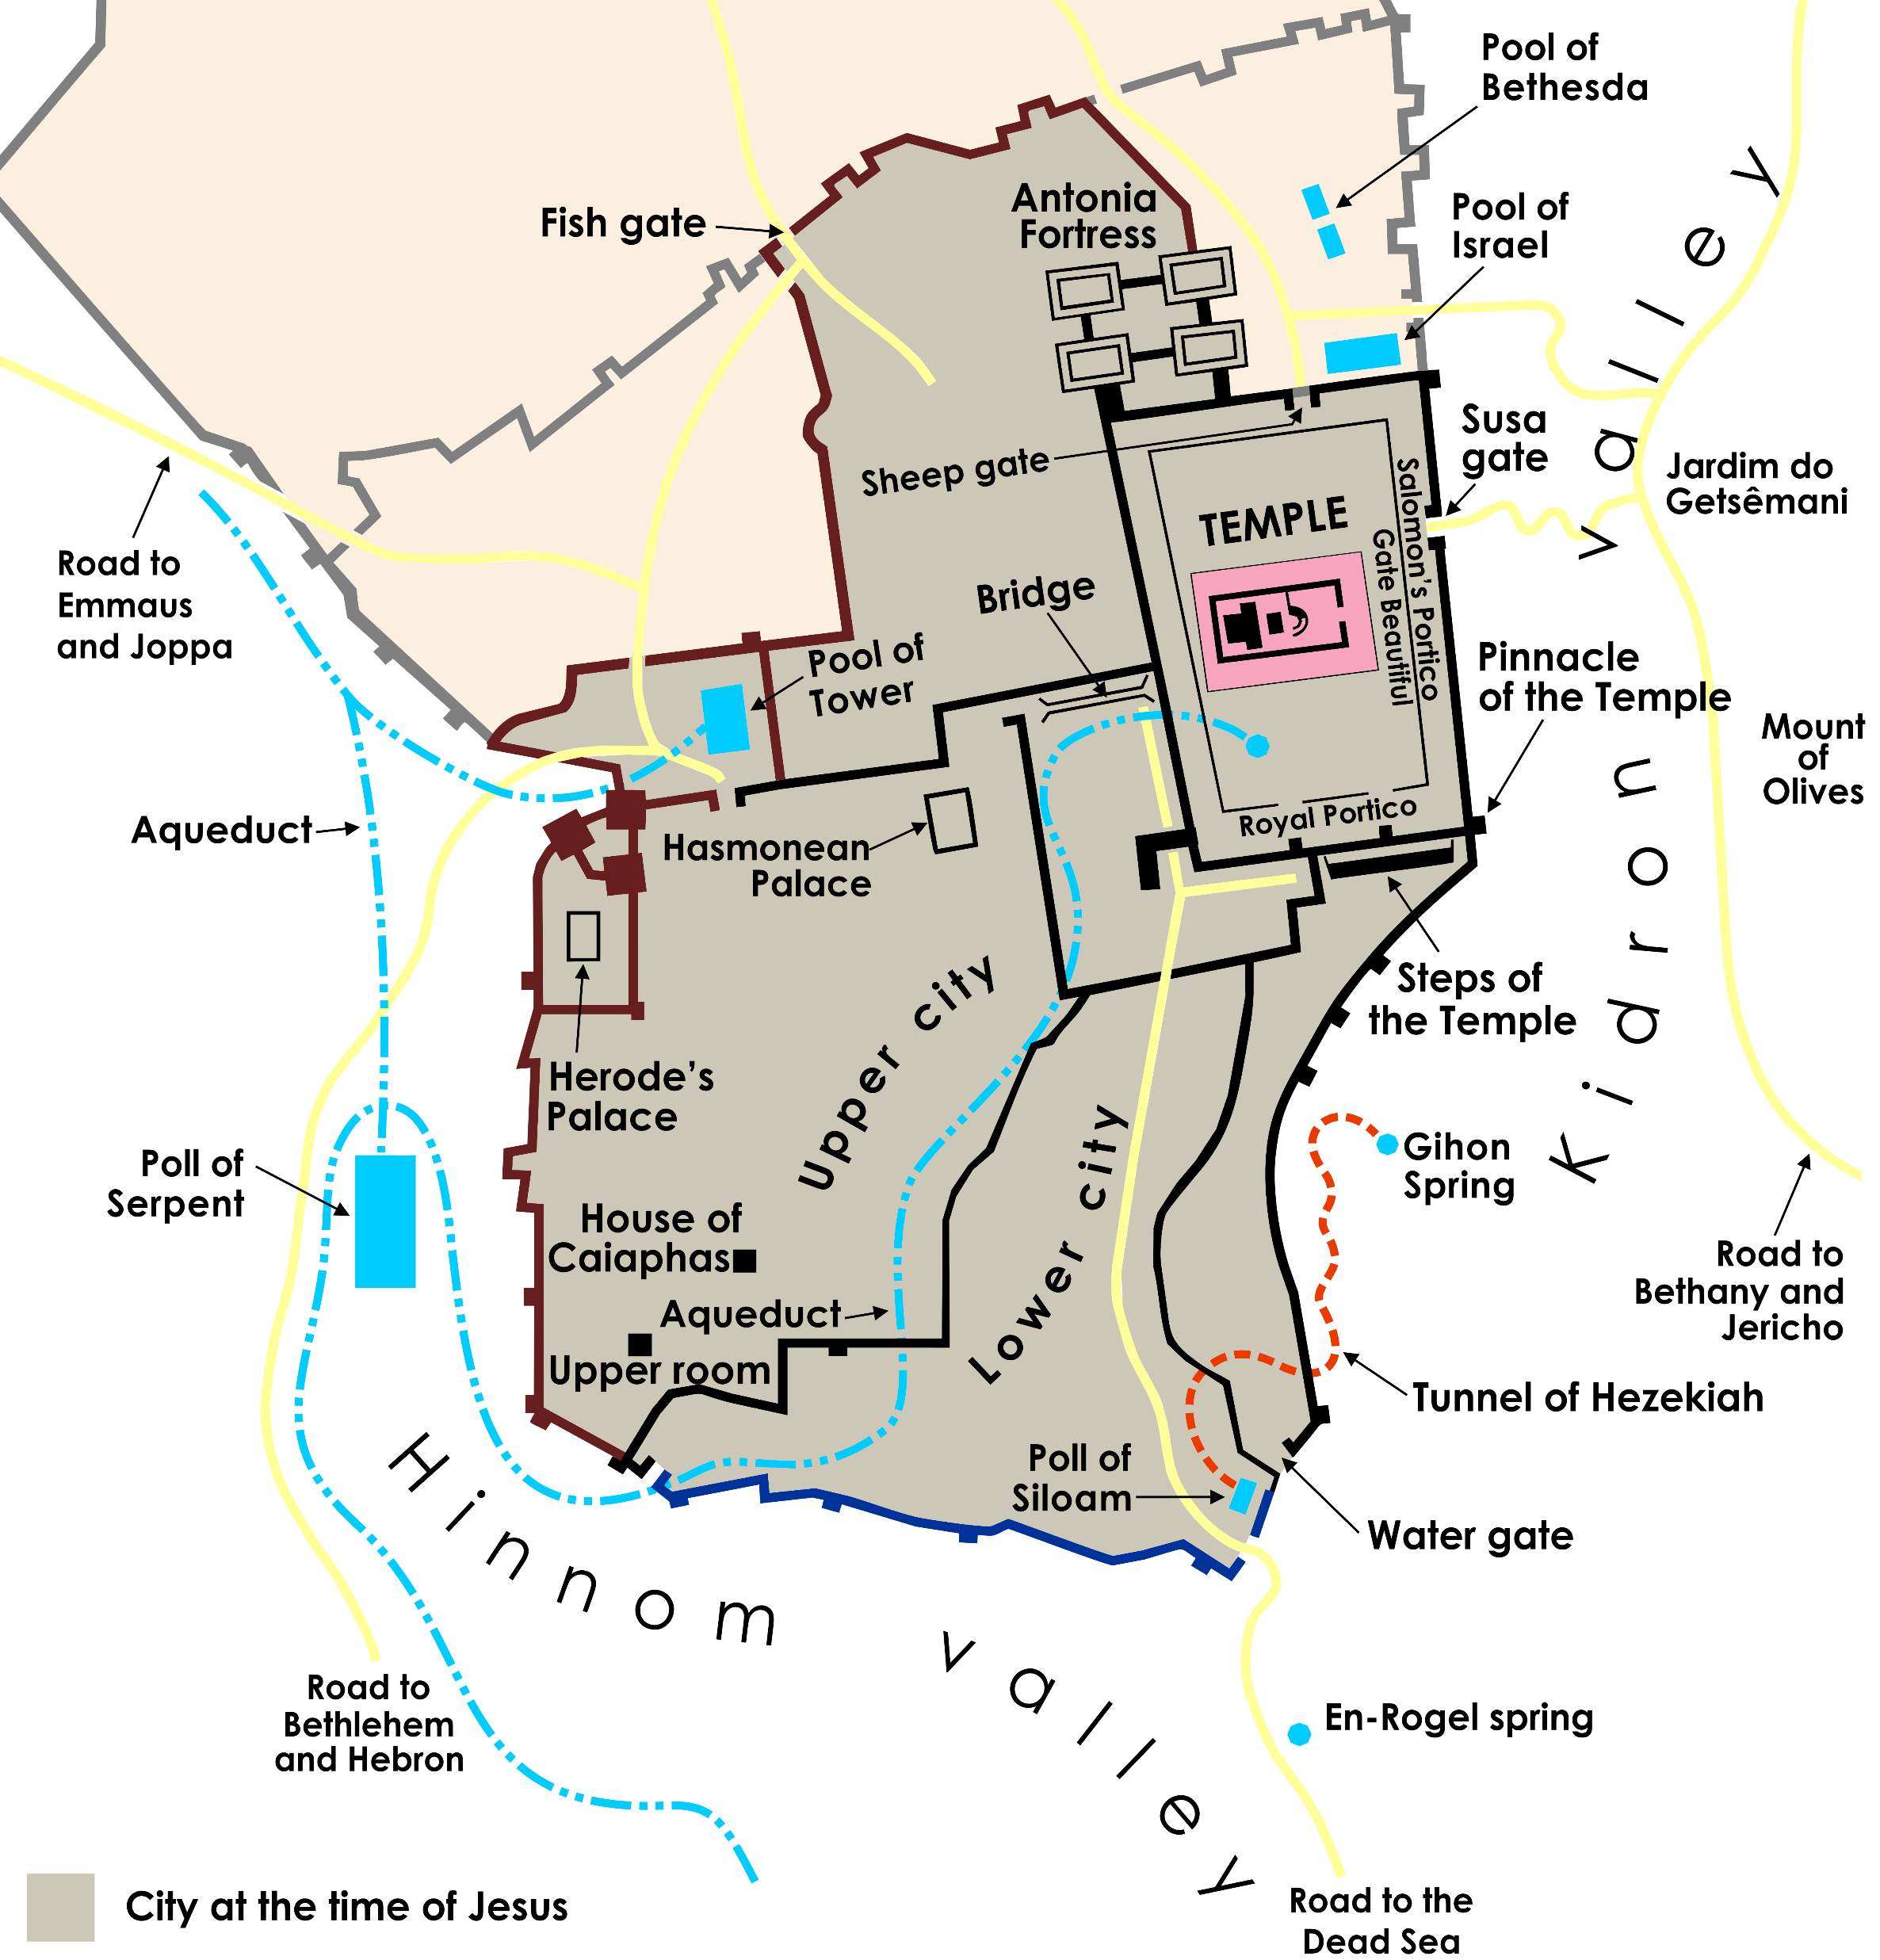 Pool of
Bethesda
Antonia
Fortress
Fish gate
Pool of
Israel
Susa
gate
Sheep gate
Jardim do
Getsêmani
TEMPLE
Salomon's Portico
Gate Beautiful
Road to
Emmaus
and Joppa
Bridge
Pool of
Tower
Pinnacle
of the Temple
Mount
of
Olives
Aqueduct
Hasmonean
Palace
Royal Portico
Steps of
the Temple
Upper city
Herode's
Palace
Kidron valley
Poll of
Serpent
Lower city
Gihon
Spring
House of
Caiaphas
Road to
Bethany and
Jericho
Aqueduct
Upper room
Tunnel of Hezekiah
Poll of
Siloam
Water gate
Hinnom valley
Road to
Bethlehem
and Hebron
En-Rogel spring
City at the time of Jesus
Road to the
Dead Sea